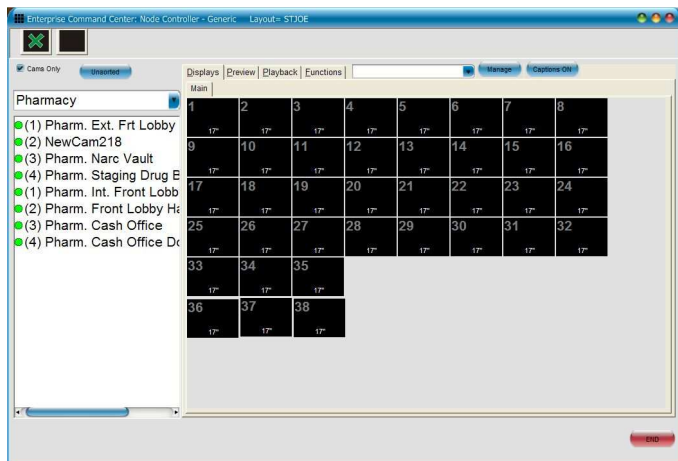 Enterprise Command Center: Node Controller - Generic Layout= STJOE
Cams Only
Unsorted
Displays Preview Playback Functions
Manage
Captions ON
Main
Pharmacy
(1) Pharm. Ext. Frt Lobby
(2) NewCam218
(3) Pharm. Narc Vault
(4) Pharm. Staging Drug B
(1) Pharm. Int. Front Lobb
(2) Pharm. Front Lobby Ha
(3) Pharm. Cash Office
(4) Pharm. Cash Office Do
1 2 3 4 5 6 7 8
17" 17" 17" 17" 17" 17" 17" 17"
9 10 11 12 13 14 15 16
17" 17" 17" 17" 17" 17" 17" 17"
17 18 19 20 21 22 23 24
17" 17" 17" 17" 17" 17" 17" 17"
25 26 27 28 29 30 31 32
17" 17" 17" 17" 17" 17" 17" 17"
33 34 35
17" 17" 17"
36 37 38
17" 17" 17"
END